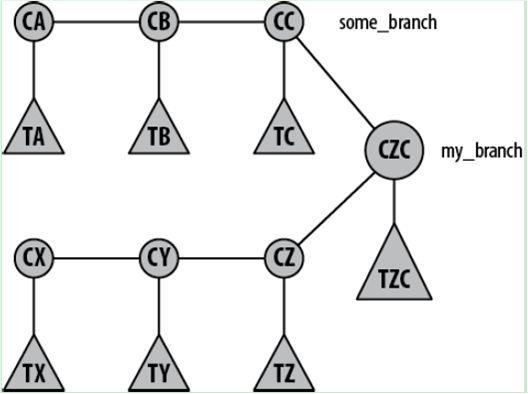 CA CB CC some_branch
TA TB TC
CZC my_branch
CX CY CZ
TZC
TX TY TZ